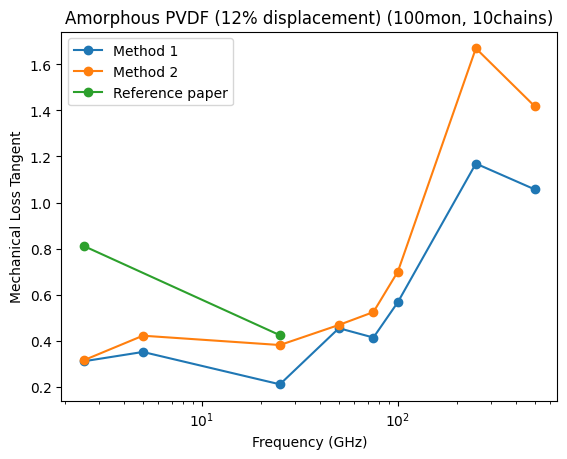 Amorphous PVDF (12% displacement) (100mon, 10chains)
Method 1
Method 2
Reference paper
Mechanical Loss Tangent
1.6
1.4
1.2
1.0
0.8
0.6
0.4
0.2
10¹
10²
Frequency (GHz)